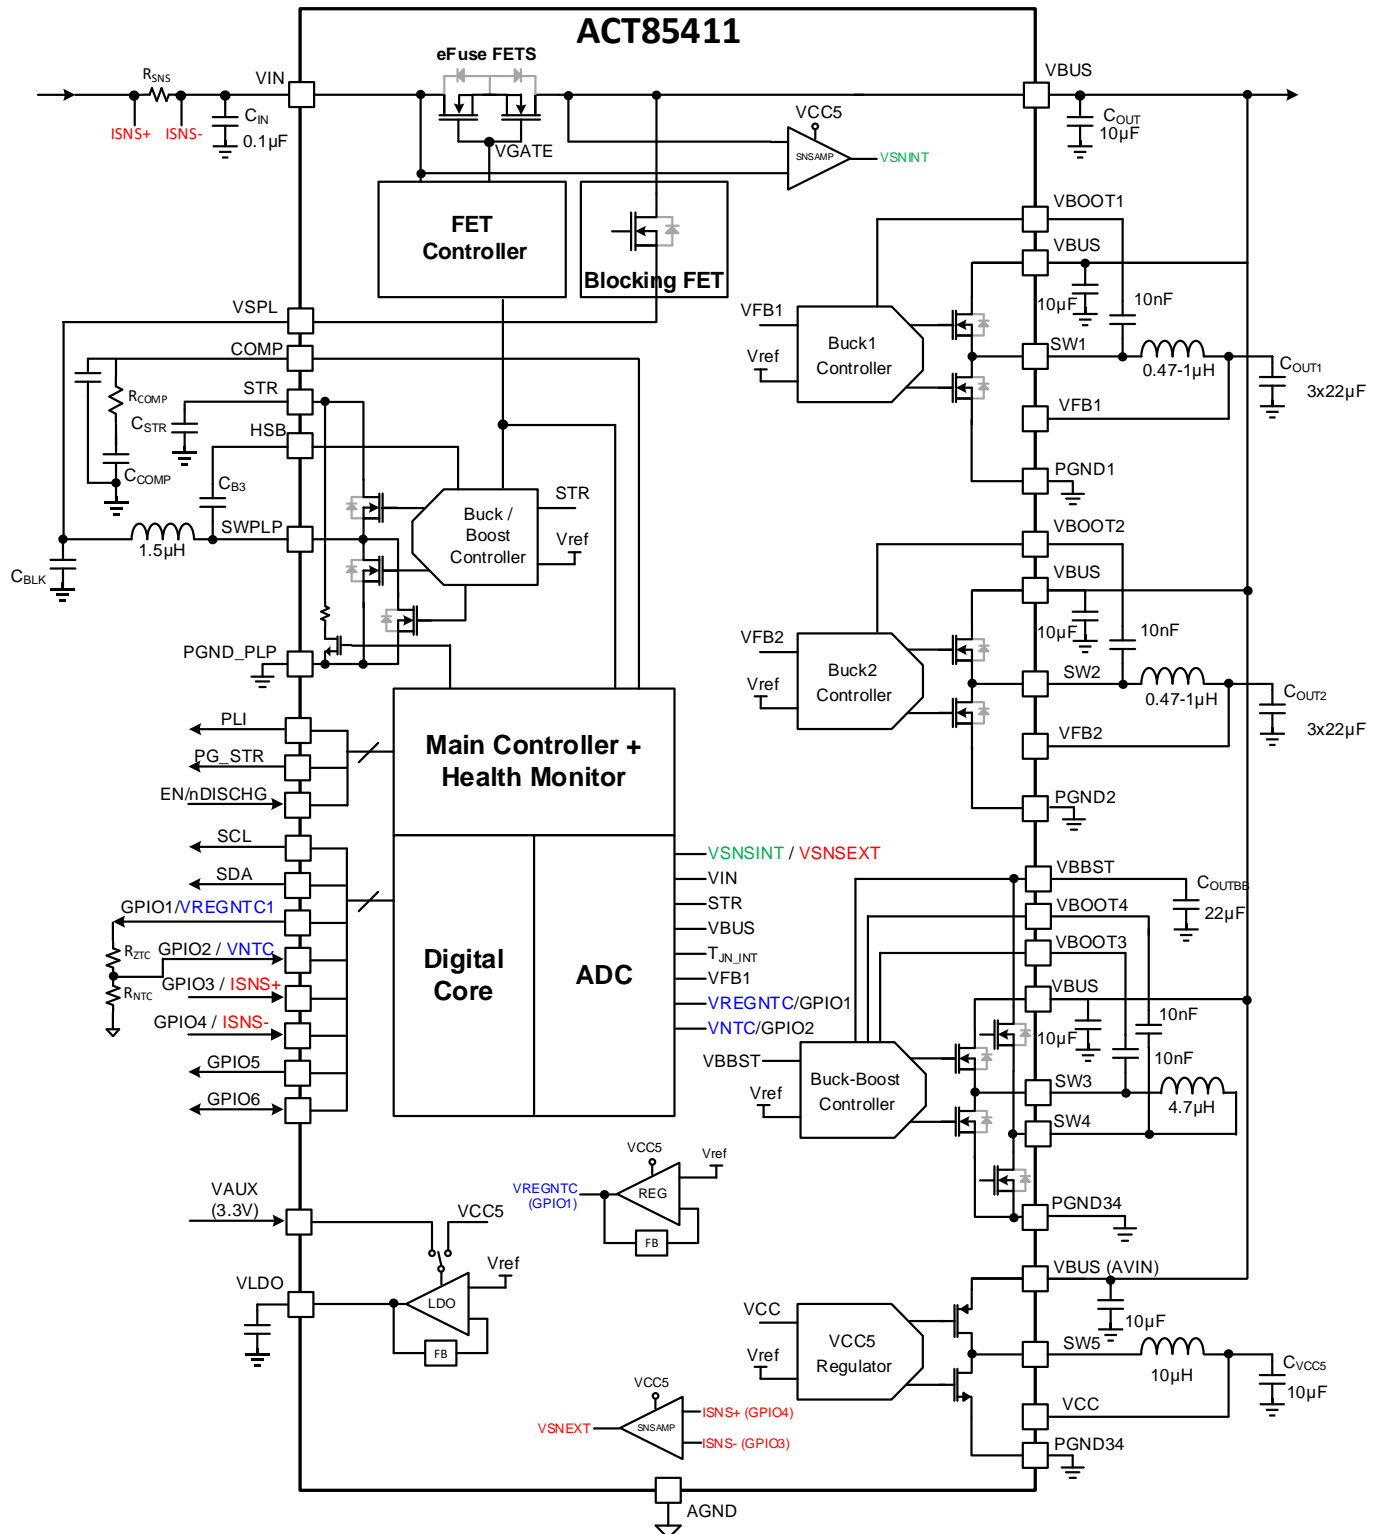 ACT85411
eFuse FETS
RSNS
VIN
VBUS
ISNS+
ISNS-
CIN
0.1µF
VGATE
VCC5
SNSAMP
VSNINT
COUT
10µF
FET
Controller
Blocking FET
VBOOT1
VBUS
10µF
10nF
VFB1
Vref
Buck1
Controller
SW1
0.47-1µH
COUT1
3x22µF
VFB1
PGND1
VSPL
COMP
STR
HSB
RCOMP
CSTR
CCOMP
CB3
SWPLP
1.5µH
CBLK
Buck /
Boost
Controller
STR
Vref
PGND_PLP
VBOOT2
VBUS
10µF
10nF
VFB2
Vref
Buck2
Controller
SW2
0.47-1µH
COUT2
3x22µF
VFB2
PGND2
PLI
PG_STR
EN/nDISCHG
SCL
SDA
GPIO1/VREGNTC1
RZTC
GPIO2 / VNTC
RNTC
GPIO3 / ISNS+
GPIO4 / ISNS-
GPIO5
GPIO6
Main Controller +
Health Monitor
Digital
Core
ADC
VSNSINT / VSNSEXT
VIN
STR
VBUS
TJN_INT
VFB1
VREGNTC/GPIO1
VNTC/GPIO2
VBBST
COUTBB
22µF
VBOOT4
VBOOT3
VBUS
10µF
10nF
10nF
VBBST
Vref
Buck-Boost
Controller
SW3
4.7µH
SW4
PGND34
VAUX
(3.3V)
VCC5
VLDO
LDO
Vref
FB
VREGNTC
(GPIO1)
VCC5
REG
Vref
FB
VBUS (AVIN)
10µF
VCC
Vref
VCC5
Regulator
SW5
10µH
CVCC5
10µF
VCC
PGND34
VCC5
VSNEXT
SNSAMP
ISNS+ (GPIO4)
ISNS- (GPIO3)
AGND